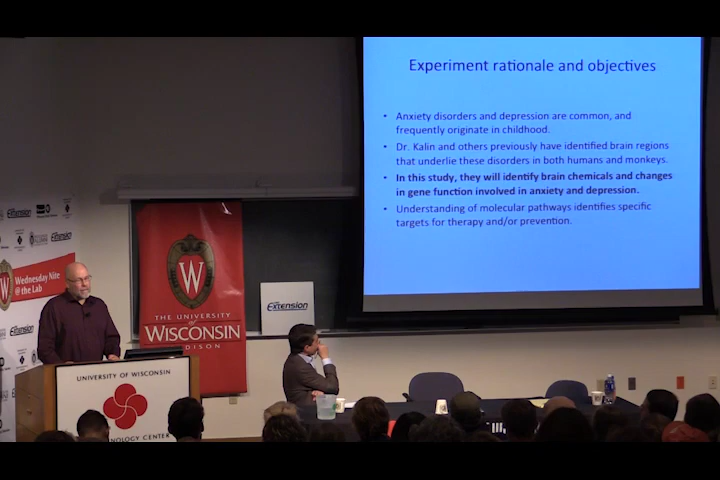 Experiment rationale and objectives
• Anxiety disorders and depression are common, and
frequently originate in childhood.
• Dr. Kalin and others previously have identified brain regions
that underlie these disorders in both humans and monkeys.
• In this study, they will identify brain chemicals and changes
in gene function involved in anxiety and depression.
• Understanding of molecular pathways identifies specific
targets for therapy and/or prevention.
Extension
Wednesday Nite
@ the Lab
Extension
W
THE UNIVERSITY
of
WISCONSIN
Extension
UNIVERSITY OF WISCONSIN